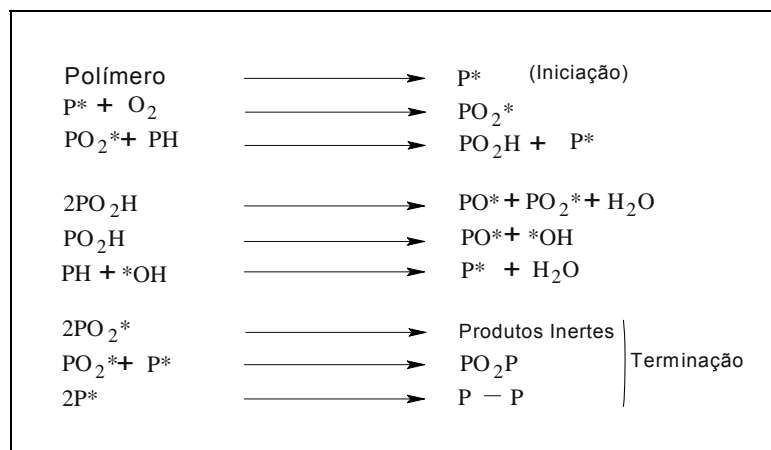 Polímero ⟶ P* (Iniciação)
P* + O₂ ⟶ PO₂*
PO₂*+ PH ⟶ PO₂H + P*
2PO₂H ⟶ PO*+ PO₂*+ H₂O
PO₂H ⟶ PO*+ *OH
PH + *OH ⟶ P* + H₂O
2PO₂* ⟶ Produtos Inertes
PO₂*+ P* ⟶ PO₂P Terminação
2P* ⟶ P − P